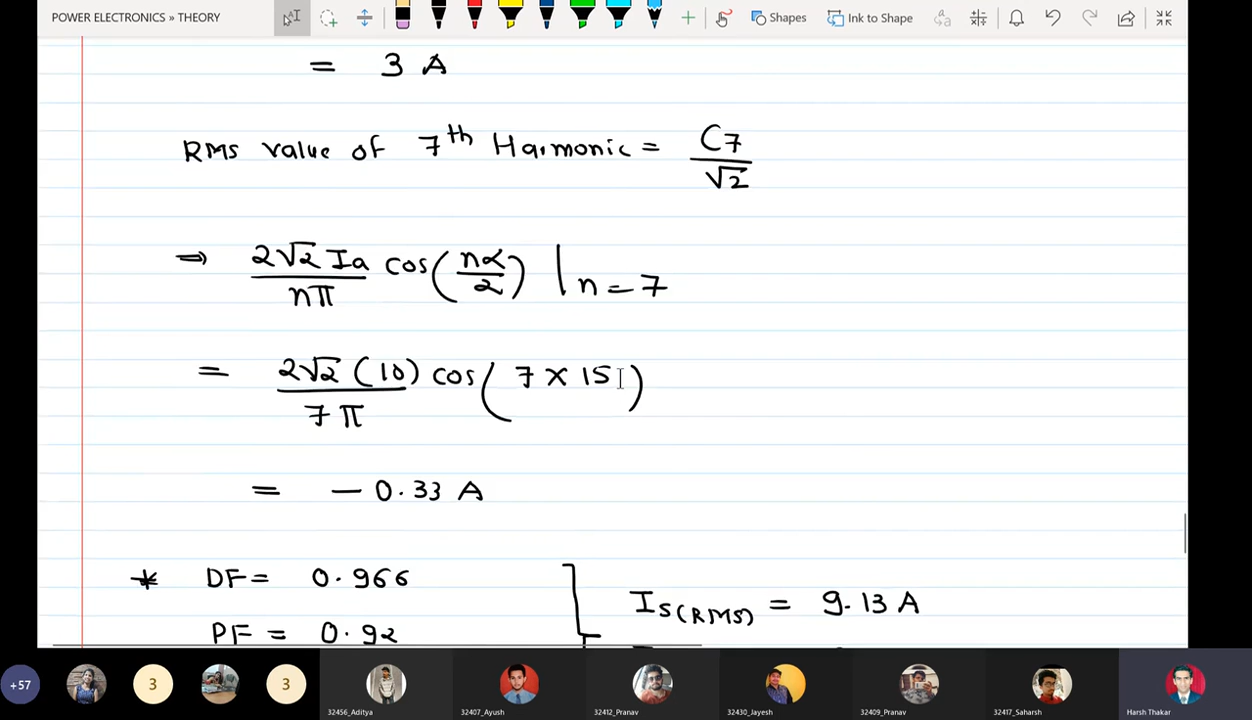 POWER ELECTRONICS » THEORY
Shapes
Ink to Shape
= 3 A
RMS value of 7th Harmonic = C7/√2
⇒ 2√2 Ia/nπ cos(nα/2) |n=7
= 2√2 (10)/7π cos(7 × 15)
= - 0.33 A
* DF = 0.966
PF = 0.92
IS(RMS) = 9.13 A
+57
3
3
32456_Aditya
32407_Ayush
32412_Pranav
32430_Jayesh
32409_Pranav
32417_Saharsh
Harsh Thakar